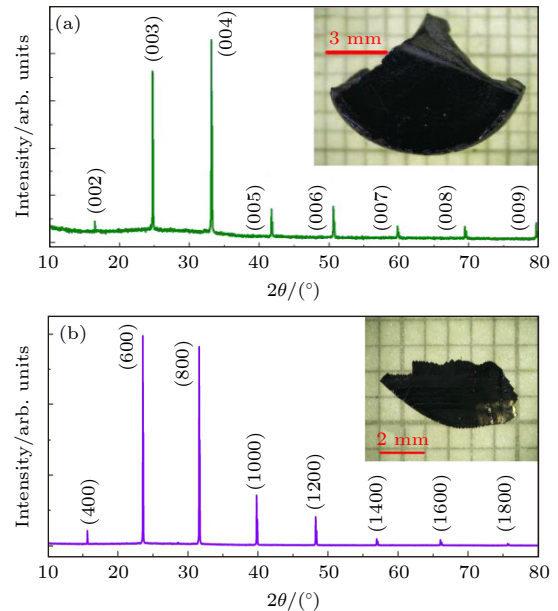 (a)
3 mm
Intensity/arb. units
(002)
(003)
(004)
(005)
(006)
(007)
(008)
(009)
10 20 30 40 50 60 70 80
2θ/(°)
(b)
2 mm
Intensity/arb. units
(400)
(600)
(800)
(1000)
(1200)
(1400)
(1600)
(1800)
10 20 30 40 50 60 70 80
2θ/(°)